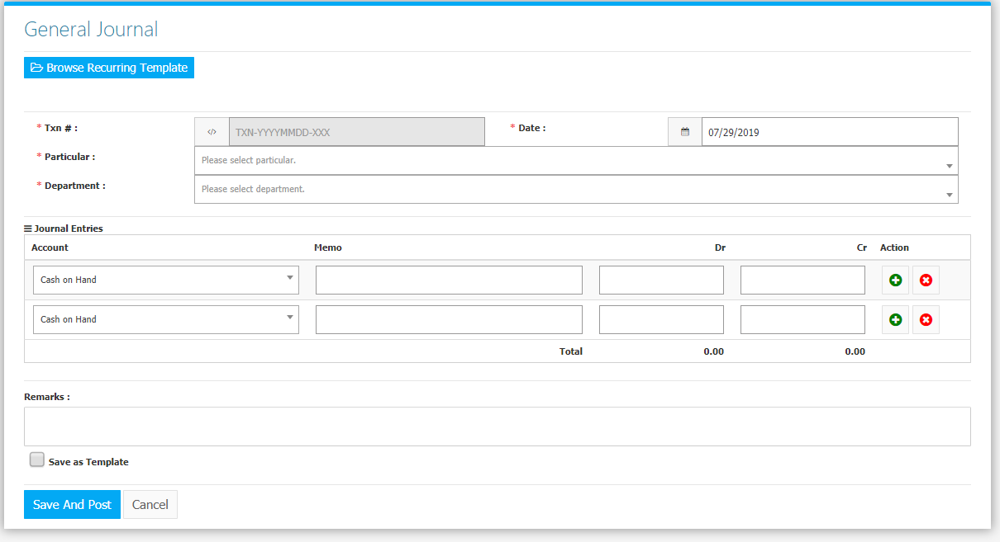 General Journal
Browse Recurring Template
* Txn # : </> TXN-YYYYMMDD-XXX * Date : 07/29/2019
* Particular : Please select particular.
* Department : Please select department.
Journal Entries
Account Memo Dr Cr Action
Cash on Hand
Cash on Hand
Total 0.00 0.00
Remarks :
Save as Template
Save And Post Cancel